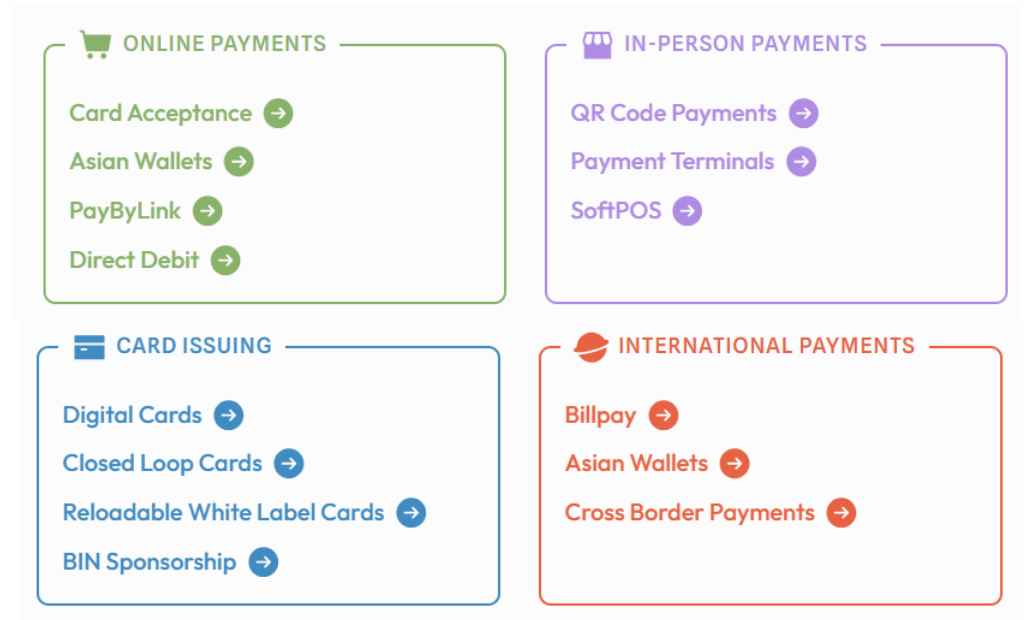 ONLINE PAYMENTS
Card Acceptance
Asian Wallets
PayByLink
Direct Debit
IN-PERSON PAYMENTS
QR Code Payments
Payment Terminals
SoftPOS
CARD ISSUING
Digital Cards
Closed Loop Cards
Reloadable White Label Cards
BIN Sponsorship
INTERNATIONAL PAYMENTS
Billpay
Asian Wallets
Cross Border Payments